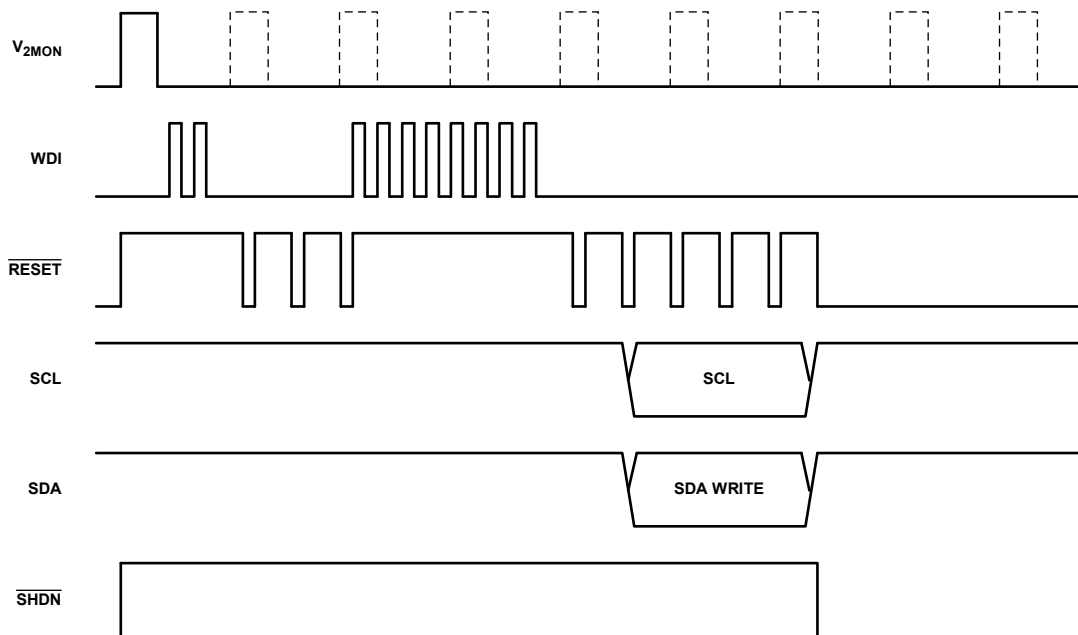 V2MON
WDI
RESET
SCL
SCL
SDA
SDA WRITE
SHDN